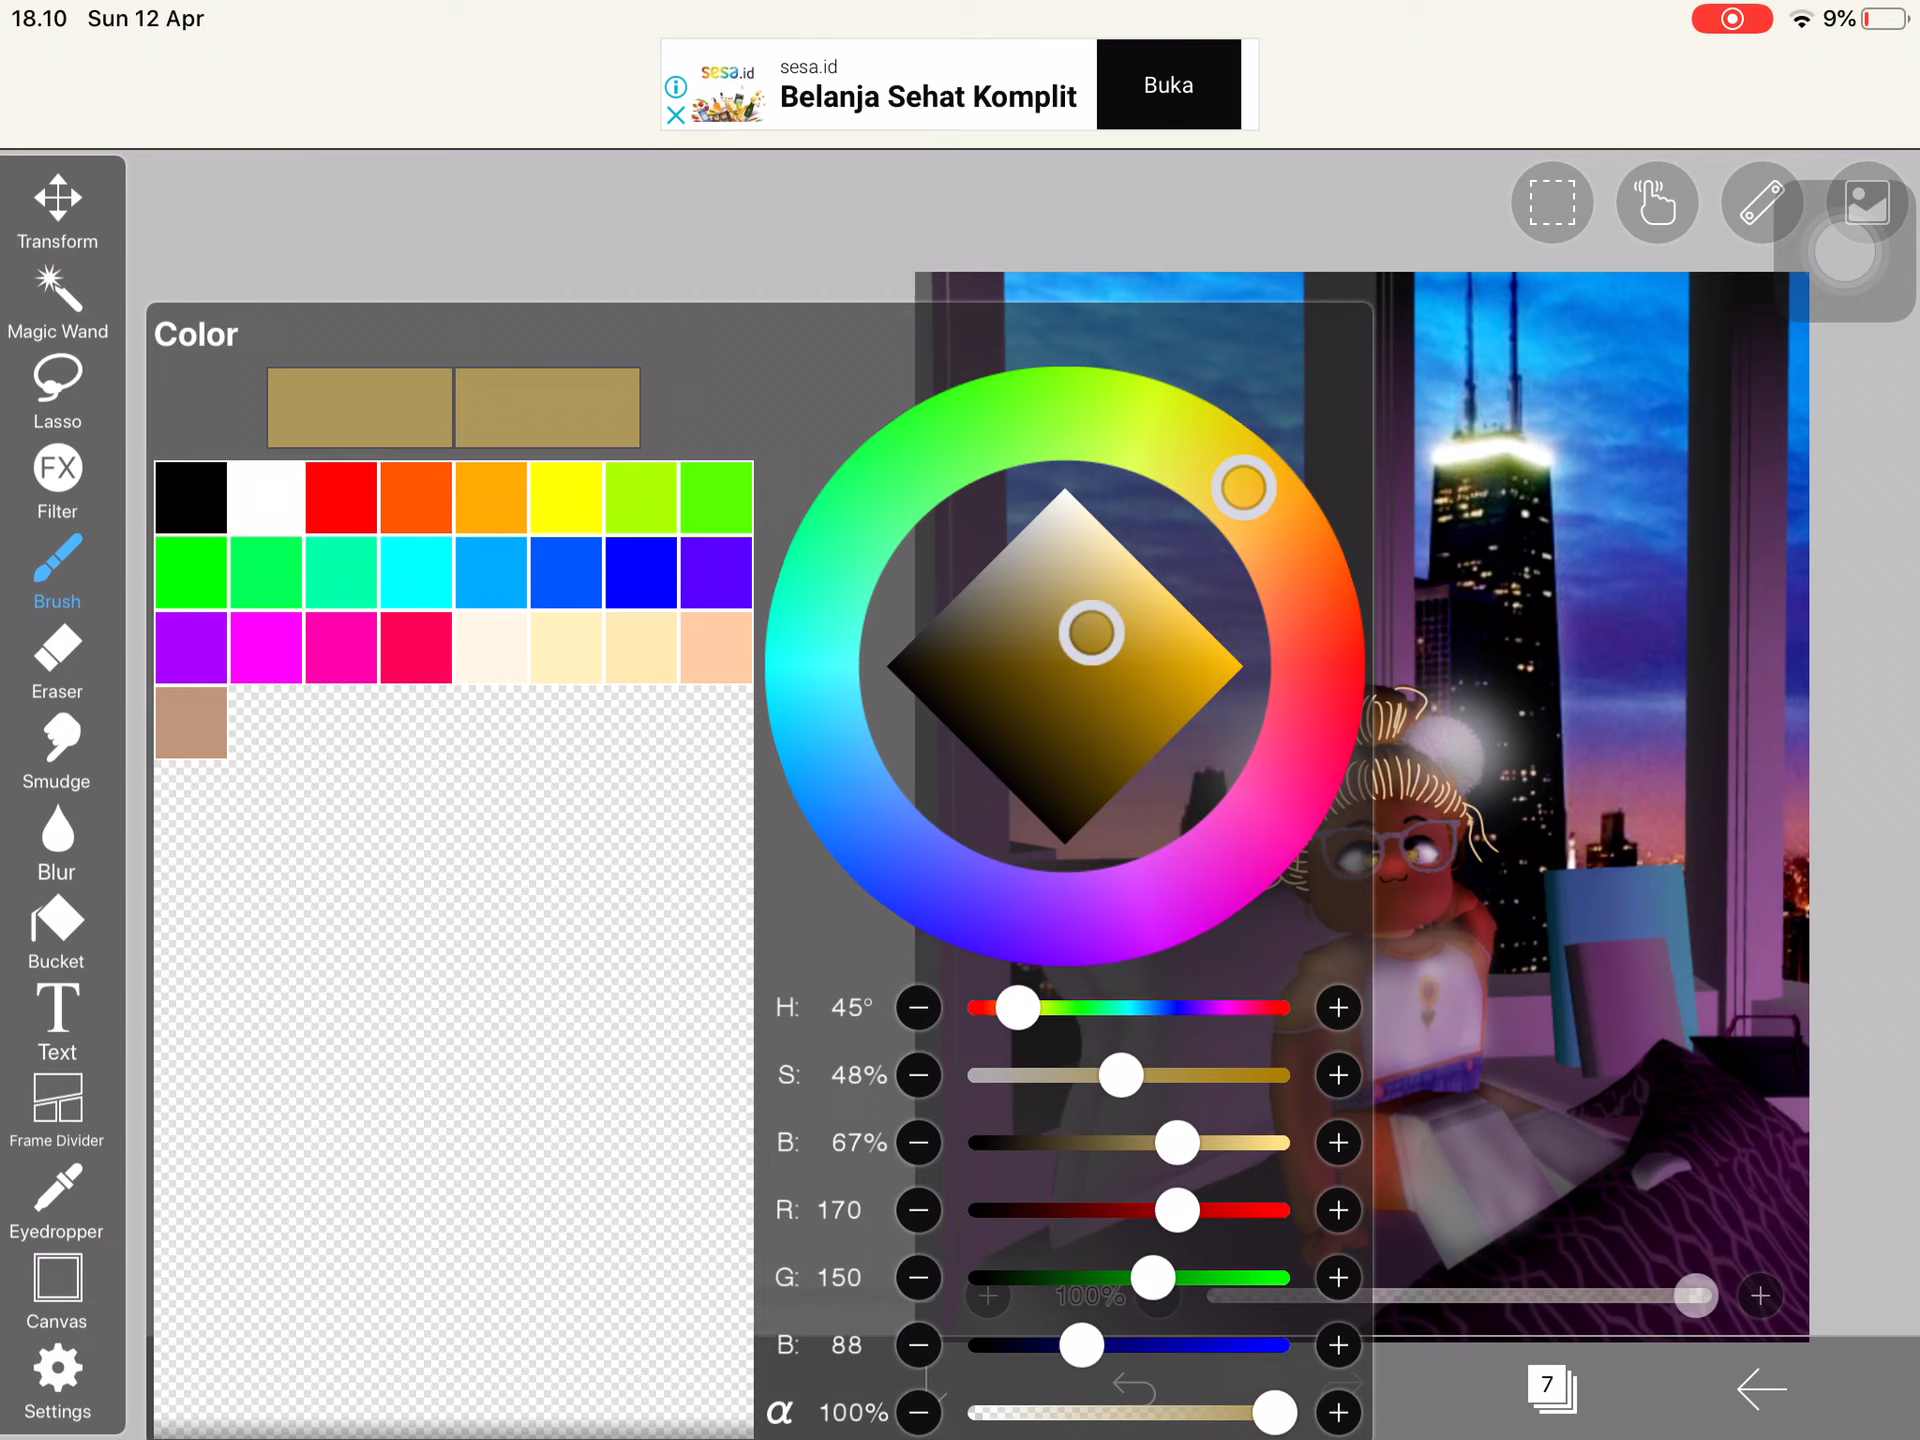 18.10 Sun 12 Apr
9%
sesa.id
sesa.id
Belanja Sehat Komplit
Buka
Transform
Magic Wand
Lasso
FX
Filter
Brush
Eraser
Smudge
Blur
Bucket
T
Text
Frame Divider
Eyedropper
Canvas
Settings
Color
H: 45°
S: 48%
B: 67%
R: 170
G: 150
100%
B: 88
α 100%
7